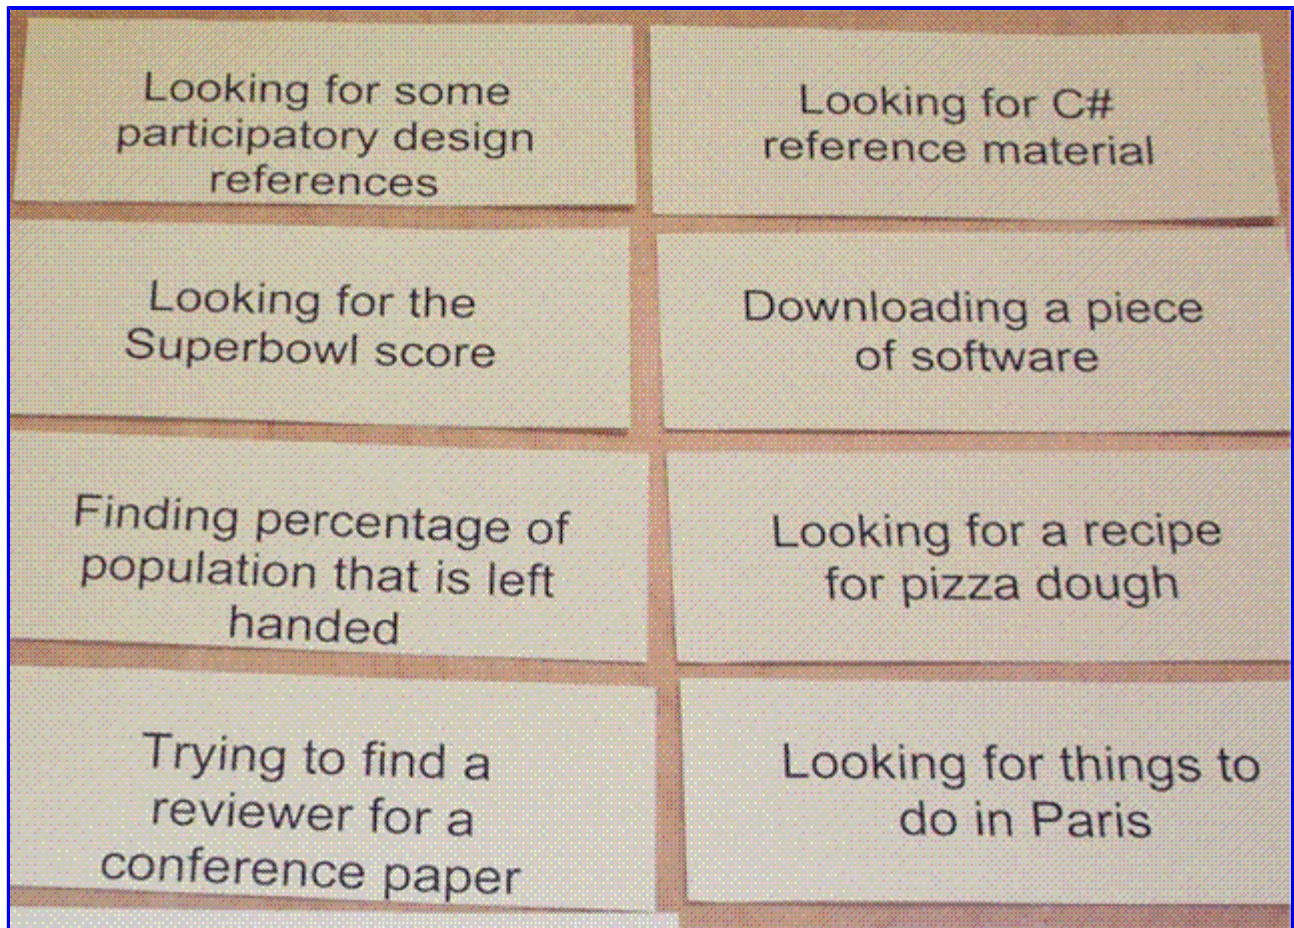 Looking for some
participatory design
references
Looking for C#
reference material
Looking for the
Superbowl score
Downloading a piece
of software
Finding percentage of
population that is left
handed
Looking for a recipe
for pizza dough
Trying to find a
reviewer for a
conference paper
Looking for things to
do in Paris